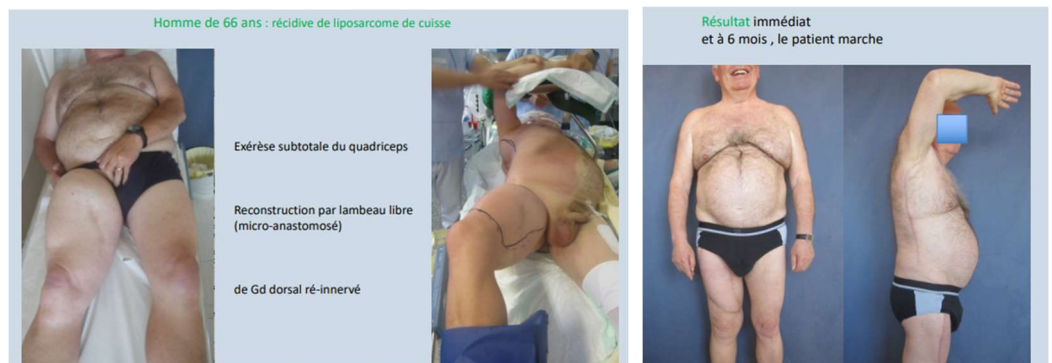 Homme de 66 ans : récidive de liposarcome de cuisse
Exérèse subtotale du quadriceps
Reconstruction par lambeau libre
(micro-anastomosé)
de Gd dorsal ré-innervé
Résultat immédiat
et à 6 mois , le patient marche